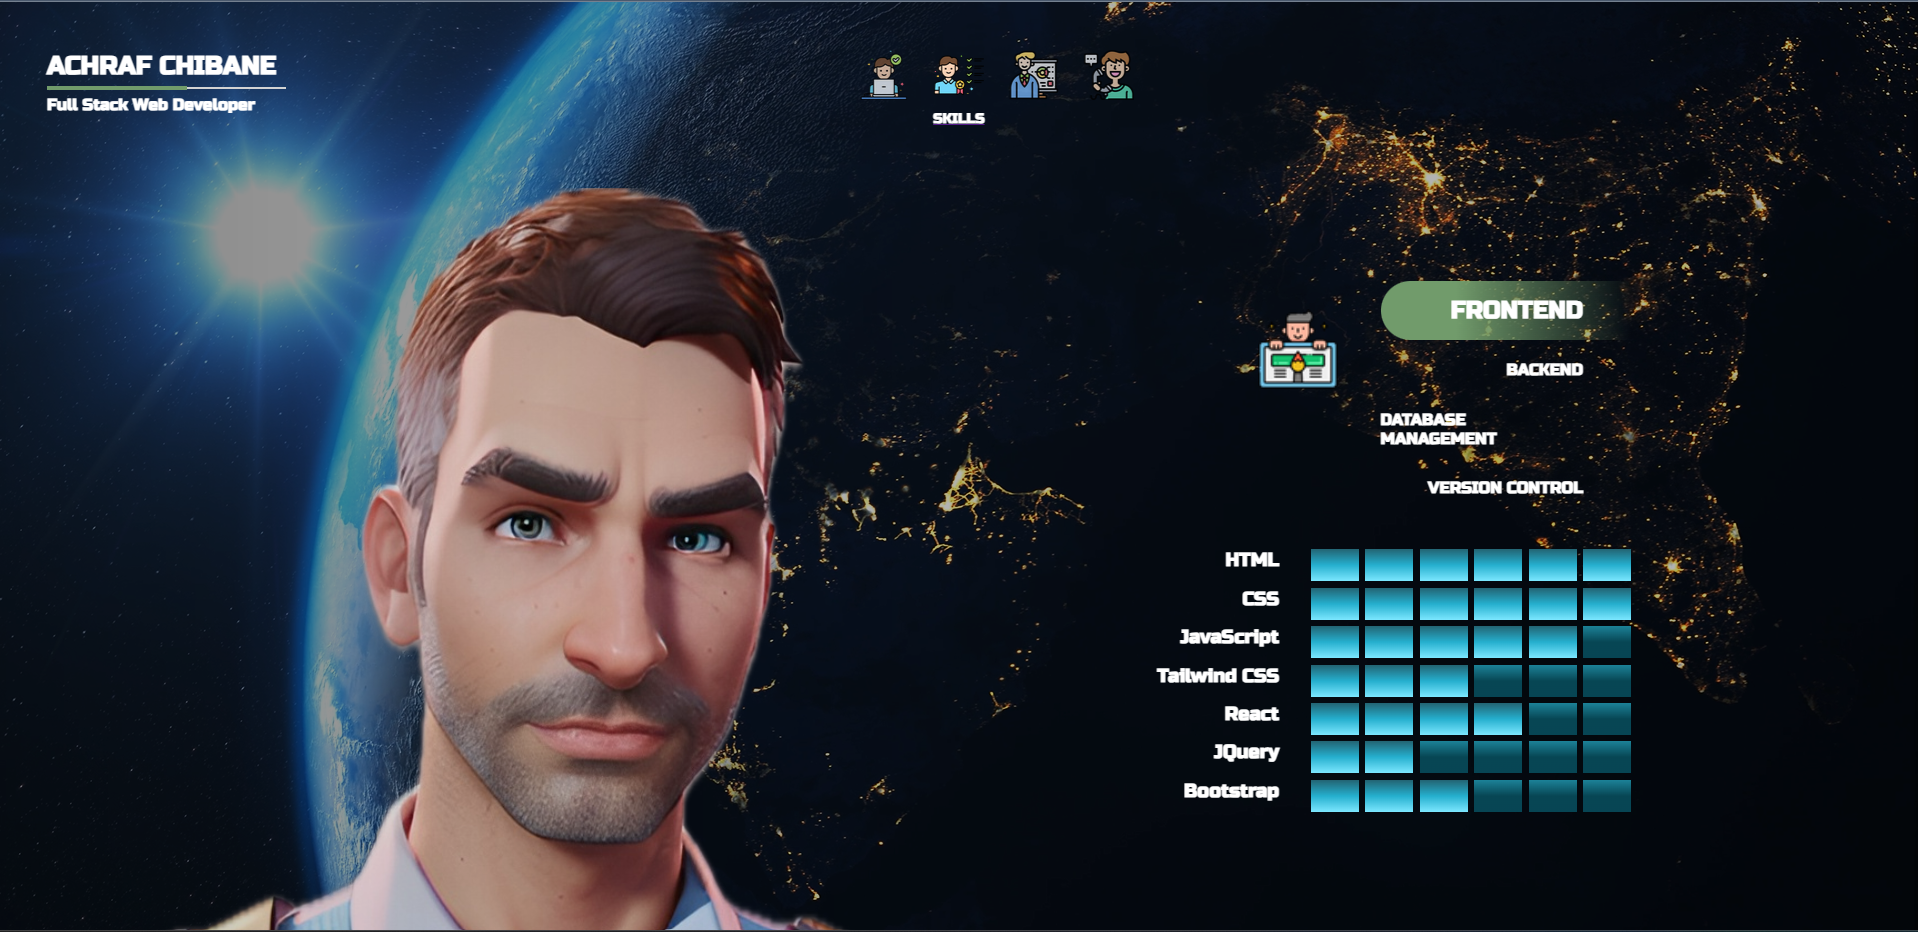 ACHRAF CHIBANE
Full Stack Web Developer
SKILLS
FRONTEND
BACKEND
DATABASE
MANAGEMENT
VERSION CONTROL
HTML
CSS
JavaScript
Tailwind CSS
React
JQuery
Bootstrap